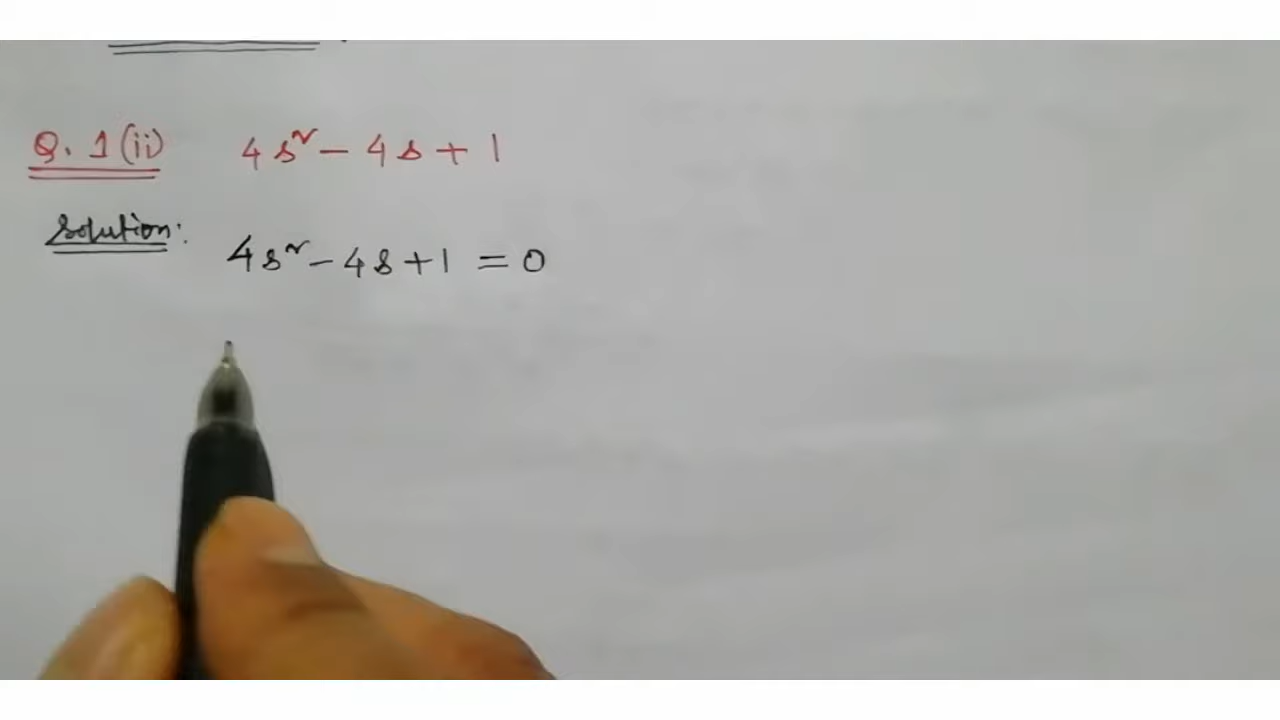 Q. 1 (ii) 4s² - 4s + 1
Solution: 4s² - 4s + 1 = 0